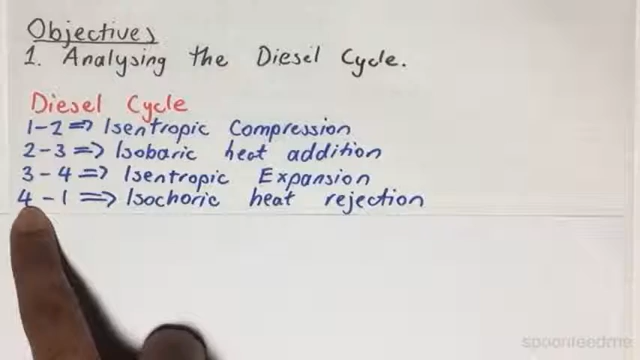 Objectives
1. Analysing the Diesel Cycle.
Diesel Cycle
1-2 => Isentropic Compression
2-3 => Isobaric heat addition
3-4 => Isentropic Expansion
4-1 => Isochoric heat rejection
spoonfeedme